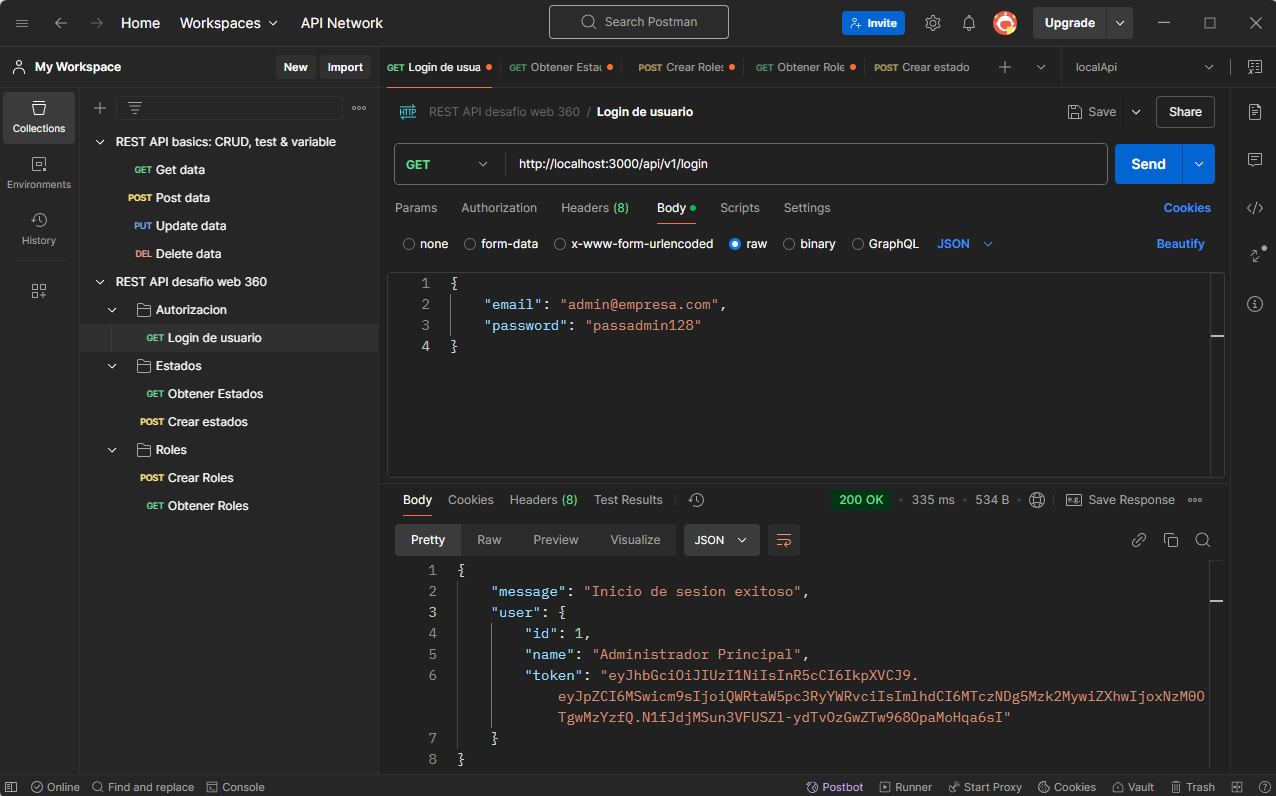 Home Workspaces API Network Search Postman Invite Upgrade
My Workspace New Import GET Login de usua GET Obtener Estac POST Crear Roles GET Obtener Role POST Crear estado localApi
Collections
Environments
History
REST API basics: CRUD, test & variable
GET Get data
POST Post data
PUT Update data
DEL Delete data
REST API desafio web 360
Autorizacion
GET Login de usuario
Estados
GET Obtener Estados
POST Crear estados
Roles
POST Crear Roles
GET Obtener Roles
HTTP REST API desafio web 360 / Login de usuario Save Share
GET http://localhost:3000/api/v1/login Send
Params Authorization Headers (8) Body Scripts Settings Cookies
none form-data x-www-form-urlencoded raw binary GraphQL JSON Beautify
1 {
2 "email": "admin@empresa.com",
3 "password": "passadmin128"
4 }
Body Cookies Headers (8) Test Results 200 OK 335 ms 534 B e.g. Save Response
Pretty Raw Preview Visualize JSON
1 {
2 "message": "Inicio de sesion exitoso",
3 "user": {
4 "id": 1,
5 "name": "Administrador Principal",
6 "token": "eyJhbGciOiJIUzI1NiIsInR5cCI6IkpXVCJ9.
eyJpZCI6MSwicm9sIjoiQWRtaW5pc3RyYWRvciIsImlhdCI6MTczNDg5Mzk2MywiZXhwIjoxNzM0O
TgwMzYzfQ.N1fJdjMSun3VFUSZl-ydTvOzGwZTw968OpaMoHqa6sI"
7 }
8 }
Online Find and replace Console Postbot Runner Start Proxy Cookies Vault Trash